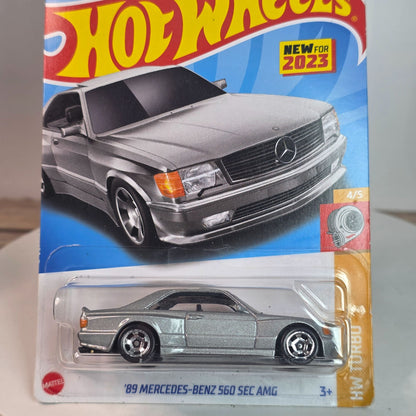 HOT WHEELS
NEW FOR
2023
4/5
HW TURBO
MATTEL
'89 MERCEDES-BENZ 560 SEC AMG
3+